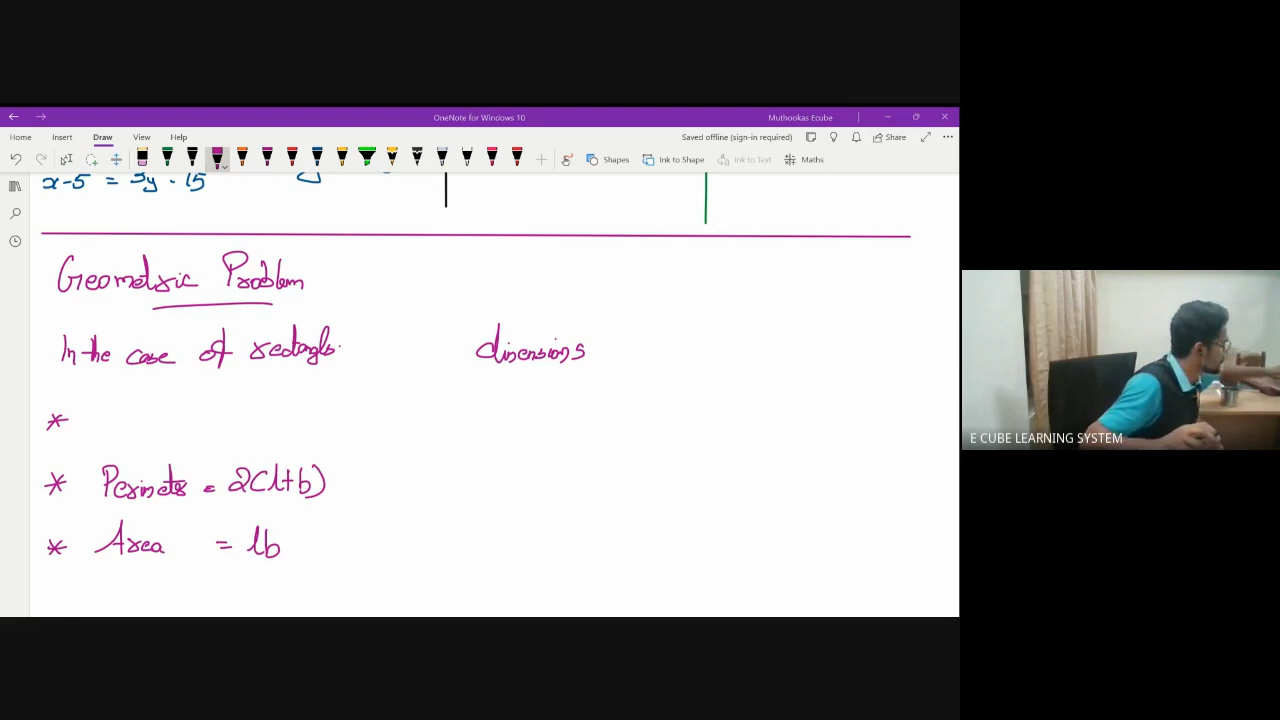 OneNote for Windows 10
Muthookas Ecube
Home Insert Draw View Help
Saved offline (sign-in required)
Share
Shapes
Ink to Shape
Ink to Text
Maths
x-5 = 3y - 15
Geometric Problem
In the case of rectangle.
dimensions
*
* Perimeter = 2(l+b)
* Area = lb
E CUBE LEARNING SYSTEM